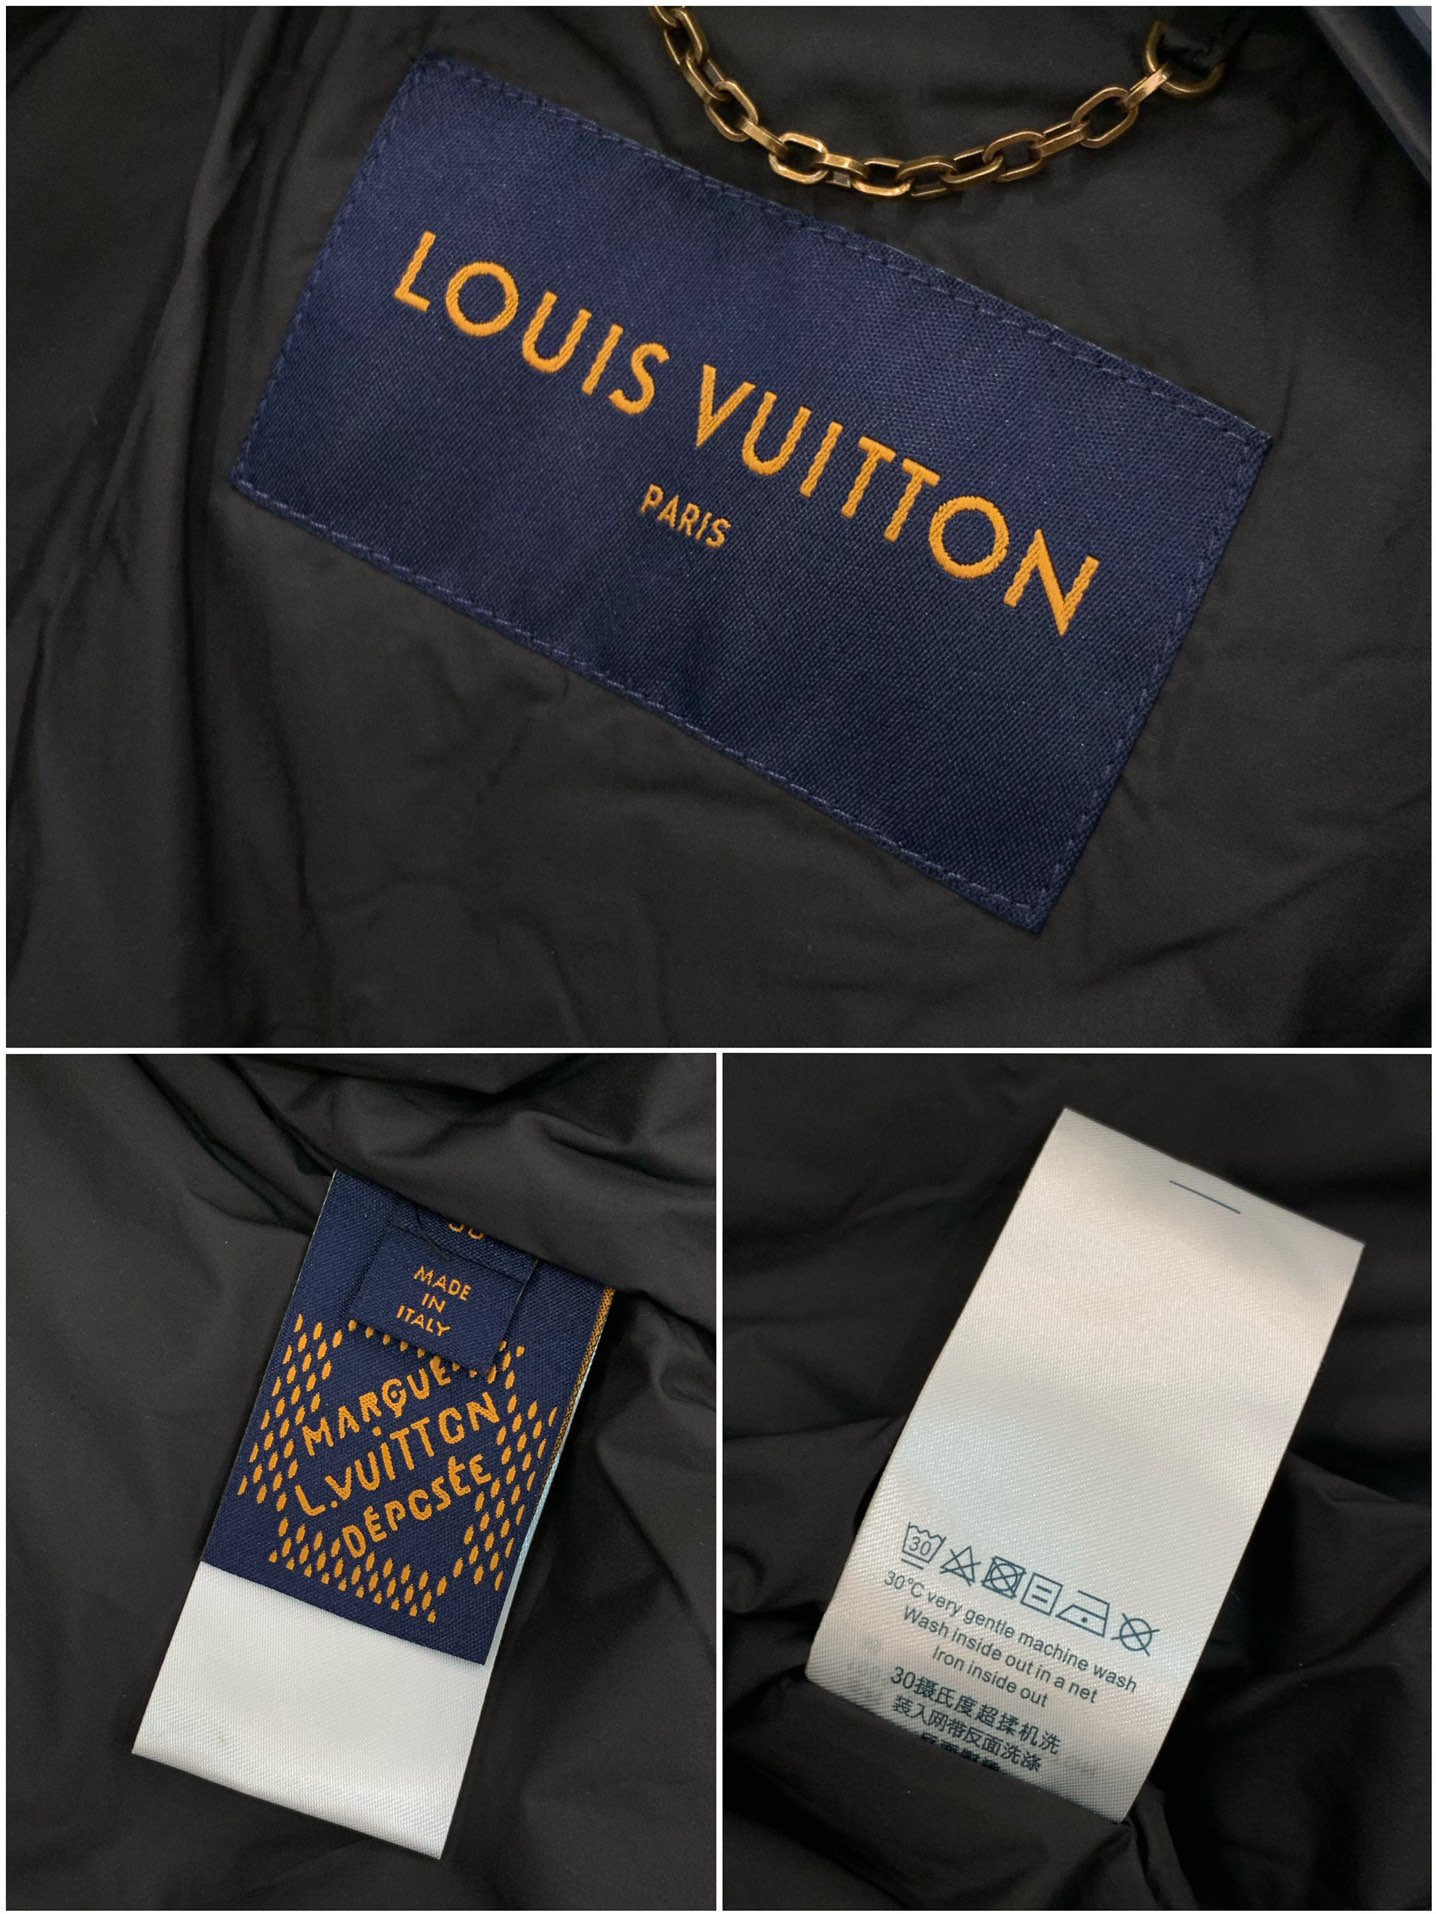 LOUIS VUITTON
PARIS
MADE
IN
ITALY
MARQUE
L.VUITTON
DÉPOSÉE
30
30°C very gentle machine wash
Wash inside out in a net
Iron inside out
30摄氏度超揉机洗
装入网带反面洗涤